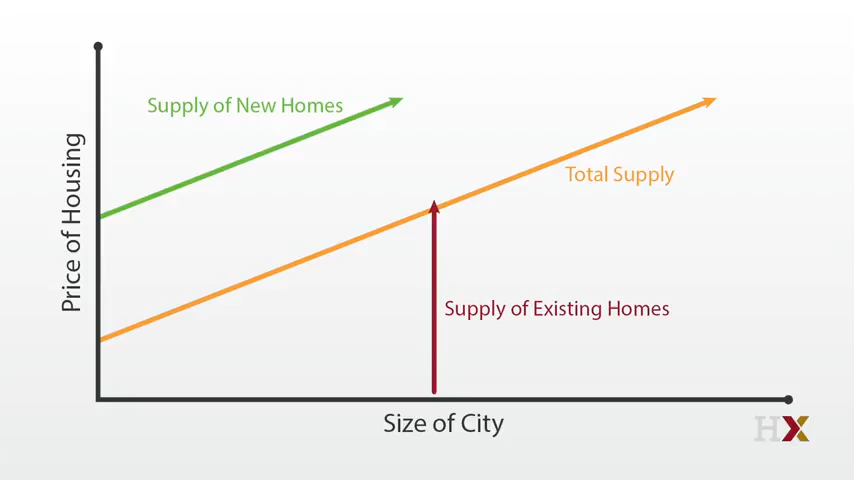 Supply of New Homes
Total Supply
Price of Housing
Supply of Existing Homes
Size of City
HX